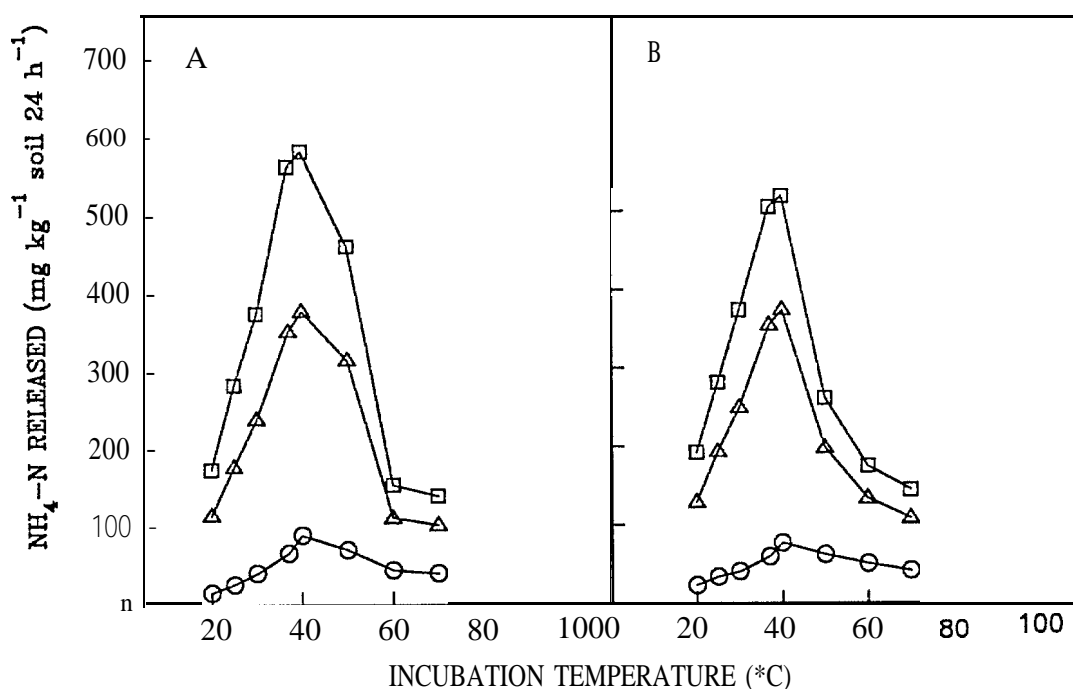 NH₄–N RELEASED (mg kg⁻¹ soil 24 h⁻¹)
A
B
700
600
500
400
300
200
100
n
20 40 60 1000 20 40 60 80 100
INCUBATION TEMPERATURE (*C)